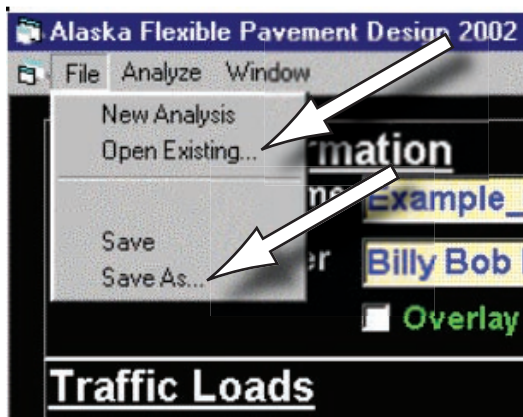 Alaska Flexible Pavement Design 2002
File Analyze Window
New Analysis
Open Existing...
Save
Save As...
mation
Example_
Billy Bob
Overlay
Traffic Loads